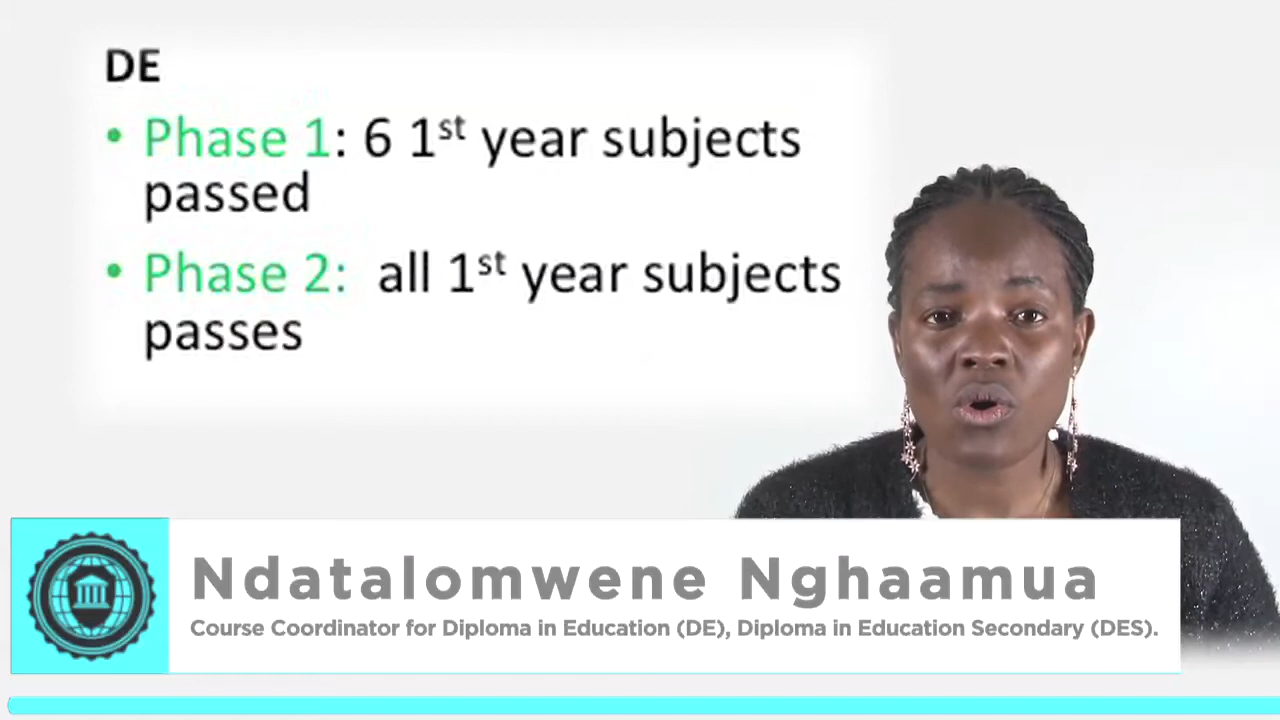 DE
• Phase 1: 6 1st year subjects
passed
• Phase 2: all 1st year subjects
passes
Ndatalomwene Nghaamua
Course Coordinator for Diploma in Education (DE), Diploma in Education Secondary (DES).